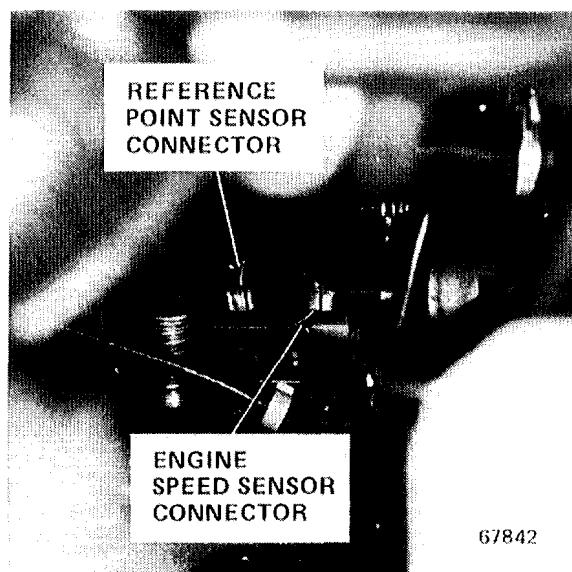 REFERENCE
POINT SENSOR
CONNECTOR
ENGINE
SPEED SENSOR
CONNECTOR
67842